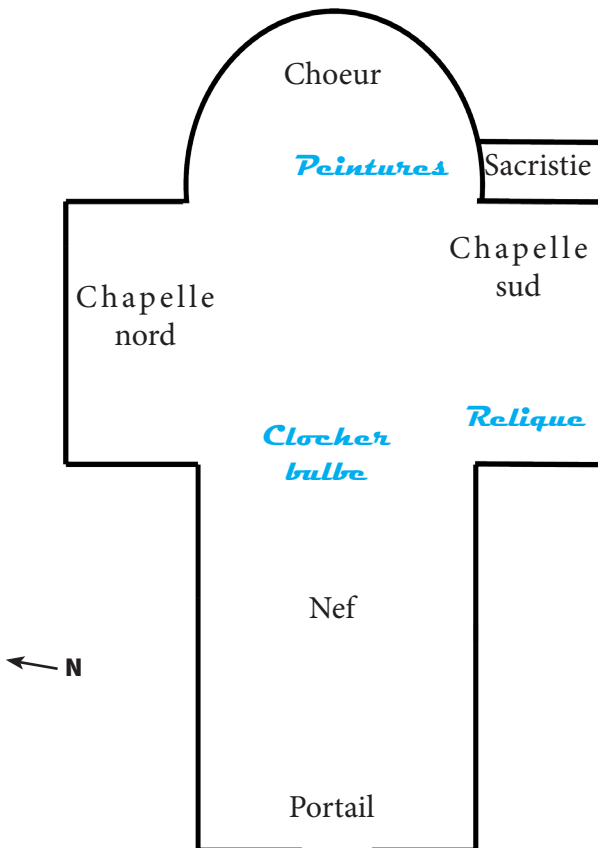 Choeur
Peintures
Sacristie
Chapelle
sud
Chapelle
nord
Relique
Clocher
bulbe
Nef
N
Portail